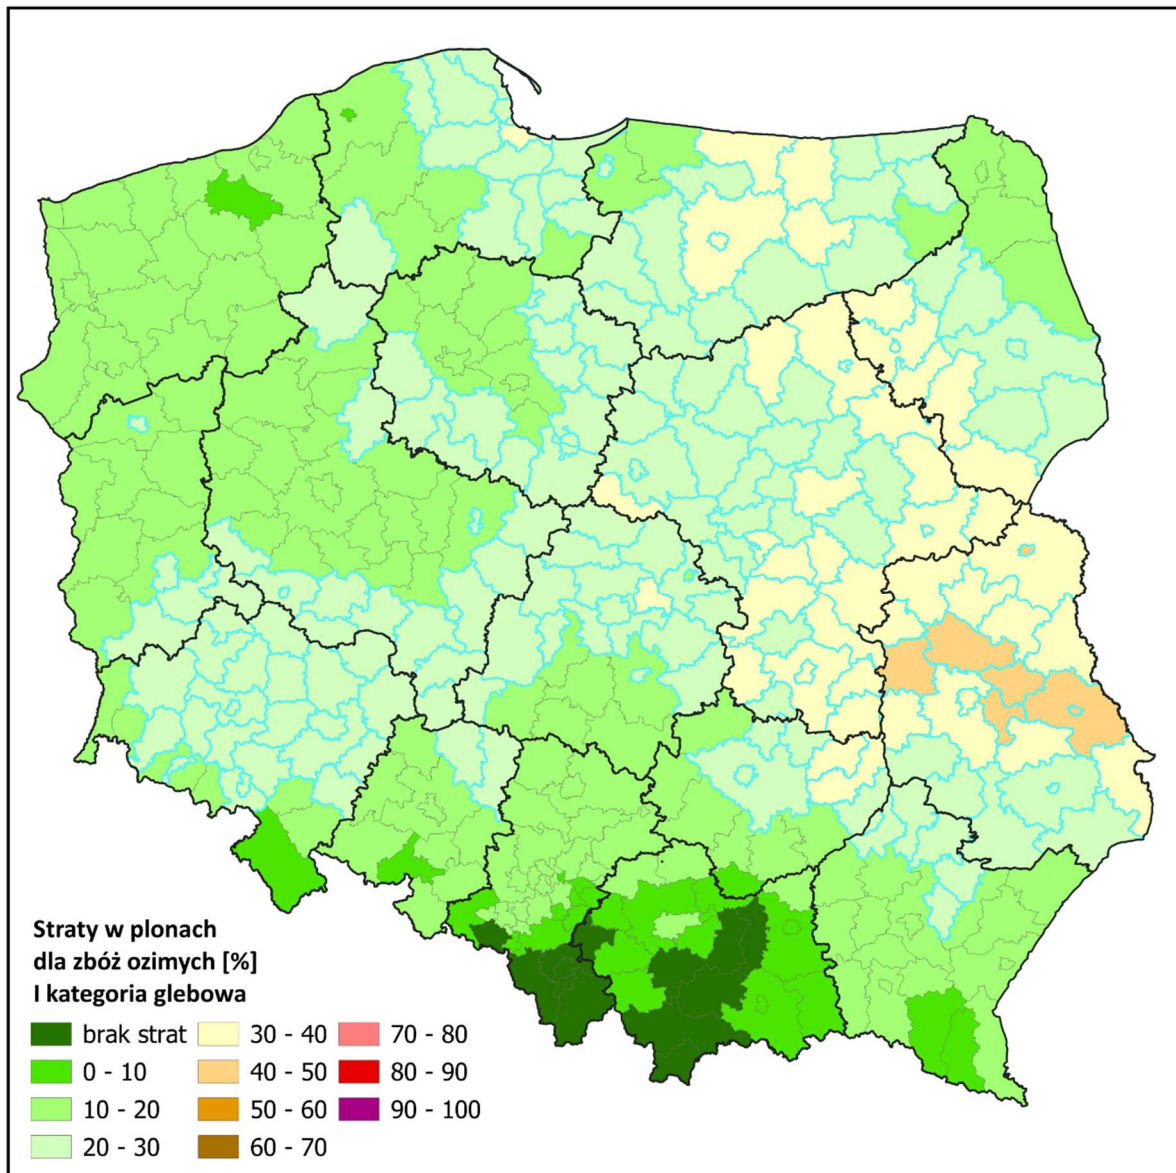 Straty w plonach
dla zbóż ozimych [%]
I kategoria glebowa
brak strat
0 - 10
10 - 20
20 - 30
30 - 40
40 - 50
50 - 60
60 - 70
70 - 80
80 - 90
90 - 100